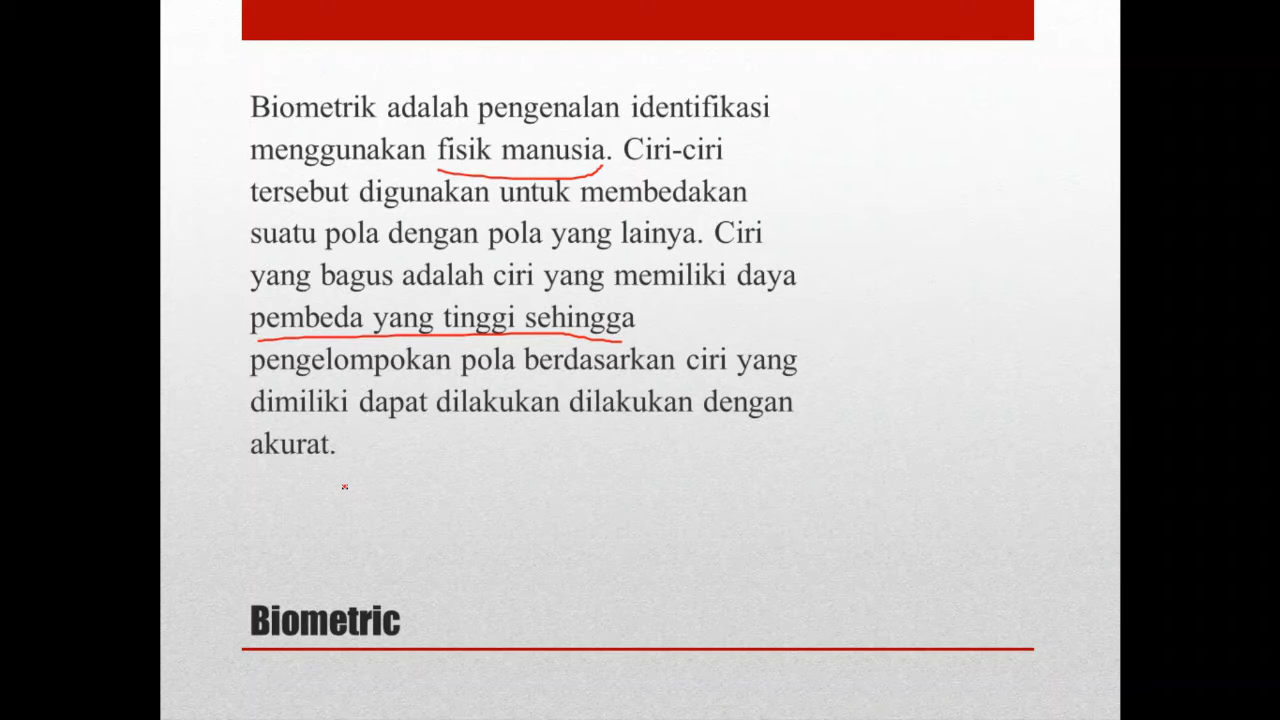 Biometrik adalah pengenalan identifikasi
menggunakan fisik manusia. Ciri-ciri
tersebut digunakan untuk membedakan
suatu pola dengan pola yang lainya. Ciri
yang bagus adalah ciri yang memiliki daya
pembeda yang tinggi sehingga
pengelompokan pola berdasarkan ciri yang
dimiliki dapat dilakukan dilakukan dengan
akurat.
Biometric